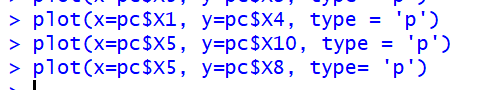 > plot(x=pc$X1, y=pc$X4, type = 'p')
> plot(x=pc$X5, y=pc$X10, type = 'p')
> plot(x=pc$X5, y=pc$X8, type= 'p')
>